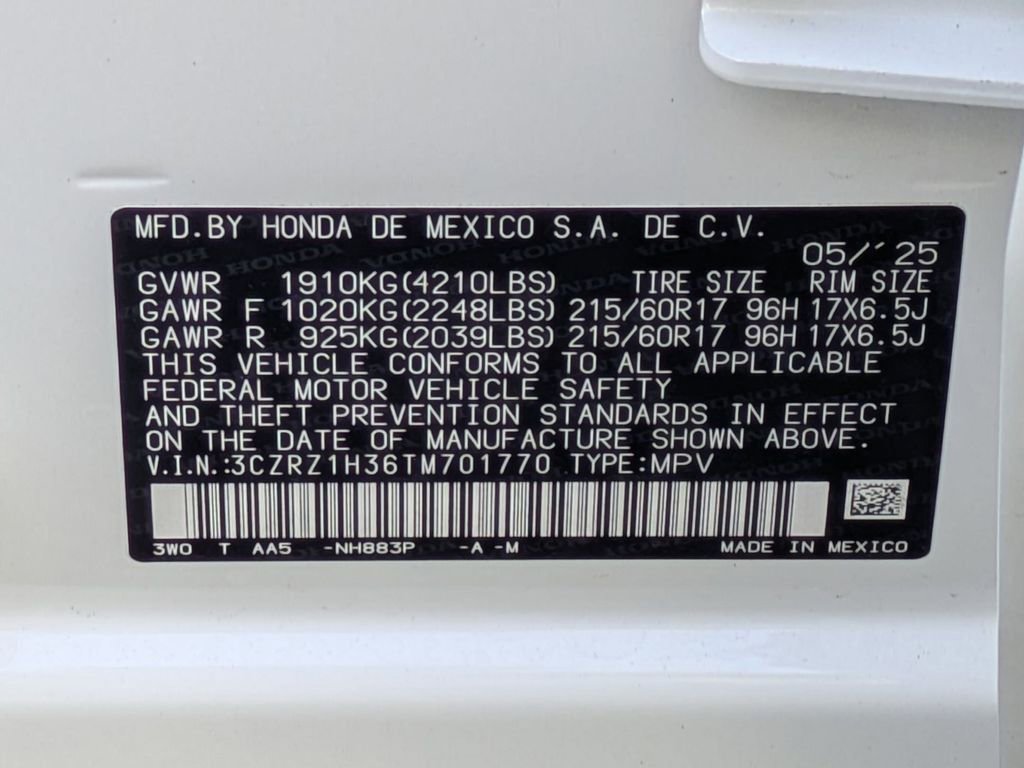 MFD.BY HONDA DE MEXICO S.A. DE C.V.
05/'25
GVWR 1910KG(4210LBS) TIRE SIZE RIM SIZE
GAWR F 1020KG(2248LBS) 215/60R17 96H 17X6.5J
GAWR R 925KG(2039LBS) 215/60R17 96H 17X6.5J
THIS VEHICLE CONFORMS TO ALL APPLICABLE
FEDERAL MOTOR VEHICLE SAFETY
AND THEFT PREVENTION STANDARDS IN EFFECT
ON THE DATE OF MANUFACTURE SHOWN ABOVE.
V.I.N.:3CZRZ1H36TM701770 TYPE:MPV
3W0 T AA5 -NH883P -A -M MADE IN MEXICO